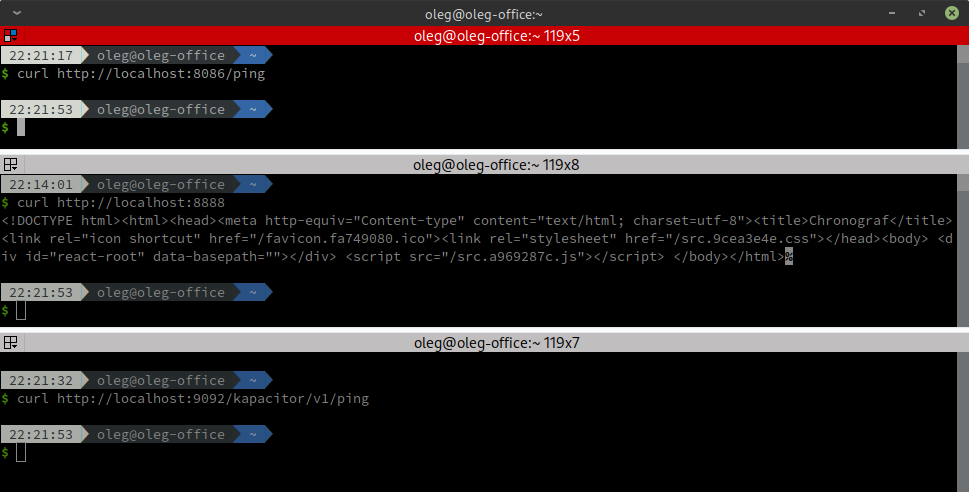 oleg@oleg-office:~
oleg@oleg-office:~ 119x5
22:21:17 oleg@oleg-office ~
$ curl http://localhost:8086/ping
22:21:53 oleg@oleg-office ~
$
oleg@oleg-office:~ 119x8
22:14:01 oleg@oleg-office ~
$ curl http://localhost:8888
<!DOCTYPE html><html><head><meta http-equiv="Content-type" content="text/html; charset=utf-8"><title>Chronograf</title>
<link rel="icon shortcut" href="/favicon.fa749080.ico"><link rel="stylesheet" href="/src.9cea3e4e.css"></head><body> <d
iv id="react-root" data-basepath=""></div> <script src="/src.a969287c.js"></script> </body></html>%
22:21:53 oleg@oleg-office ~
$
oleg@oleg-office:~ 119x7
22:21:32 oleg@oleg-office ~
$ curl http://localhost:9092/kapacitor/v1/ping
22:21:53 oleg@oleg-office ~
$